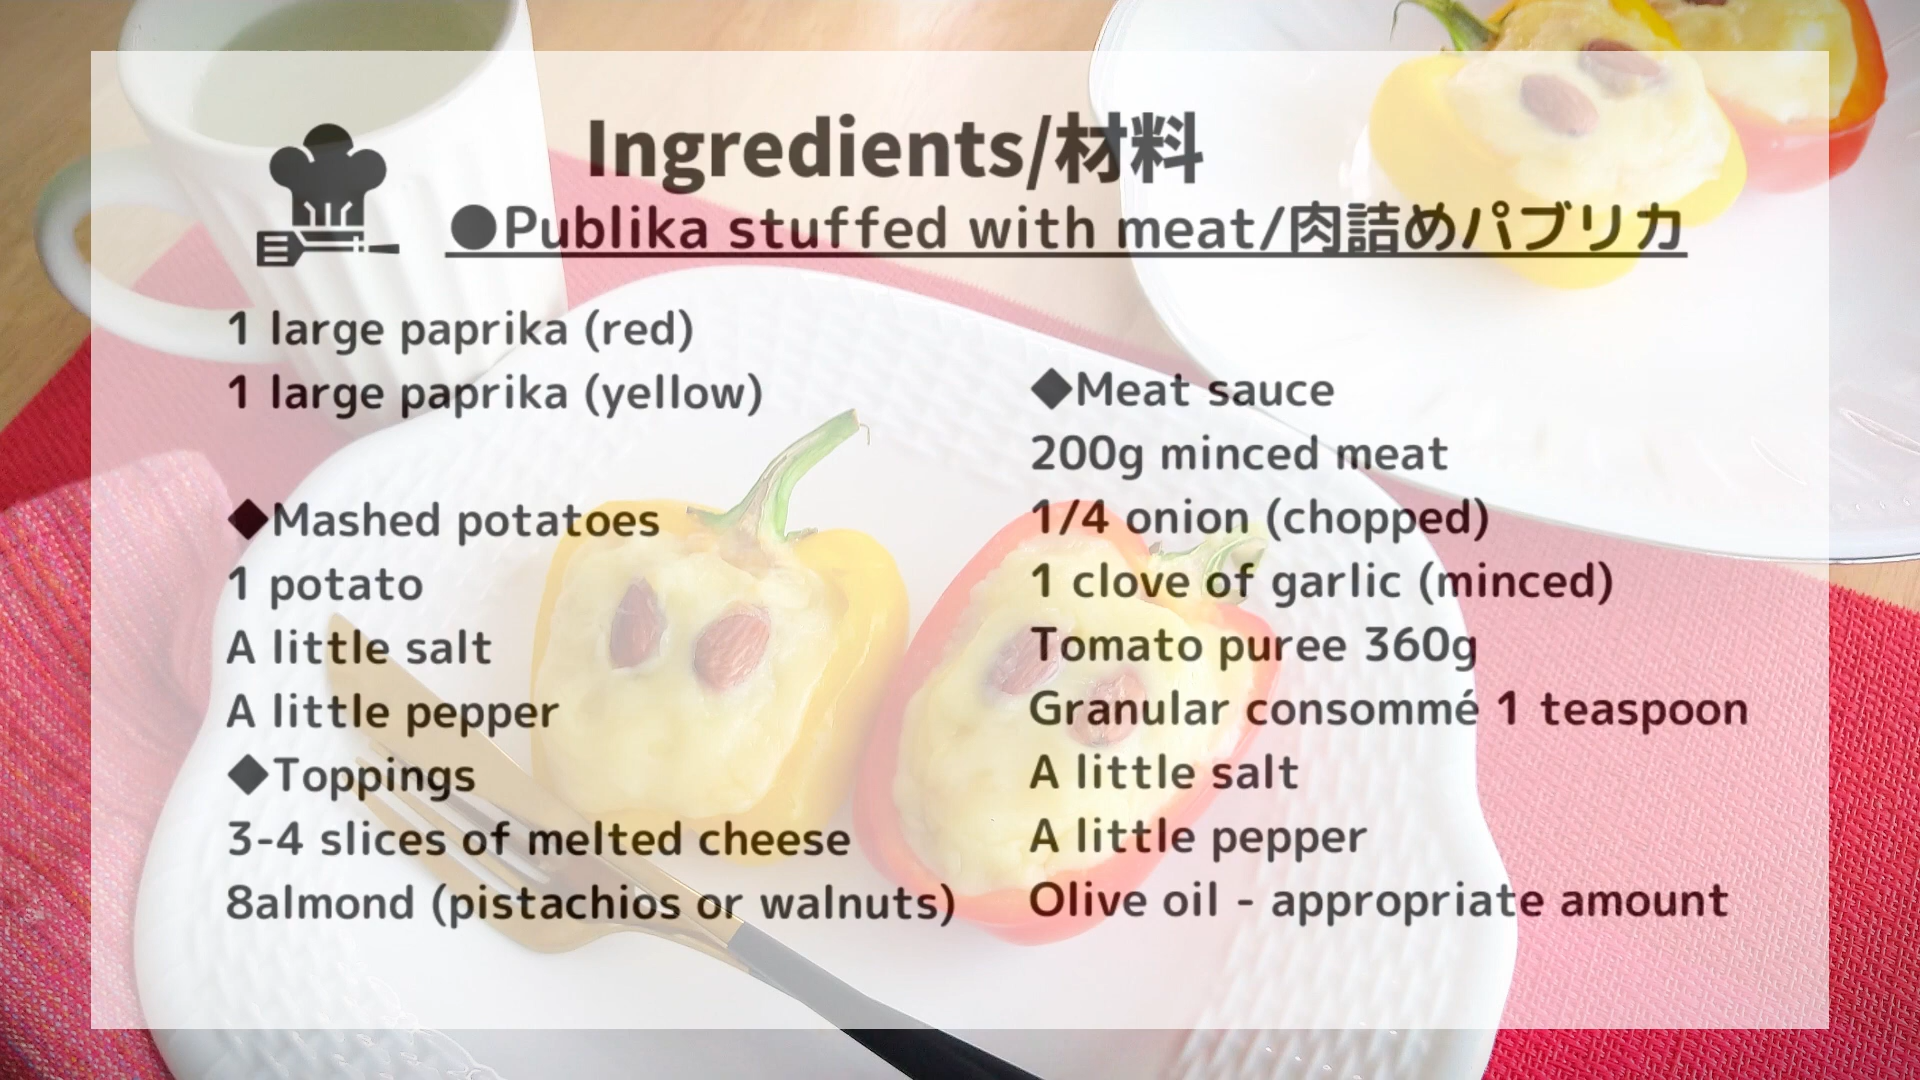 Ingredients/材料
●Publika stuffed with meat/肉詰めパブリカ
1 large paprika (red)
1 large paprika (yellow)
◆Mashed potatoes
1 potato
A little salt
A little pepper
◆Toppings
3-4 slices of melted cheese
8almond (pistachios or walnuts)
◆Meat sauce
200g minced meat
1/4 onion (chopped)
1 clove of garlic (minced)
Tomato puree 360g
Granular consommé 1 teaspoon
A little salt
A little pepper
Olive oil - appropriate amount